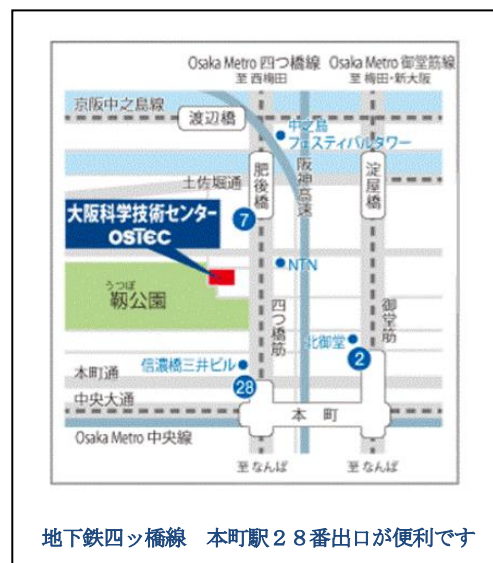 Osaka Metro 四つ橋線
至 西梅田
Osaka Metro 御堂筋線
至 梅田・新大阪
京阪中之島線
渡辺橋
中之島
フェスティバルタワー
肥後橋
阪神高速
淀屋橋
土佐堀通
大阪科学技術センター
OSTEC
7
NTN
うつぼ
靱公園
四つ橋筋
御堂筋
北御堂
2
信濃橋三井ビル
本町通
28
中央大通
本町
Osaka Metro 中央線
至 なんば
至 なんば
地下鉄四ッ橋線 本町駅28番出口が便利です